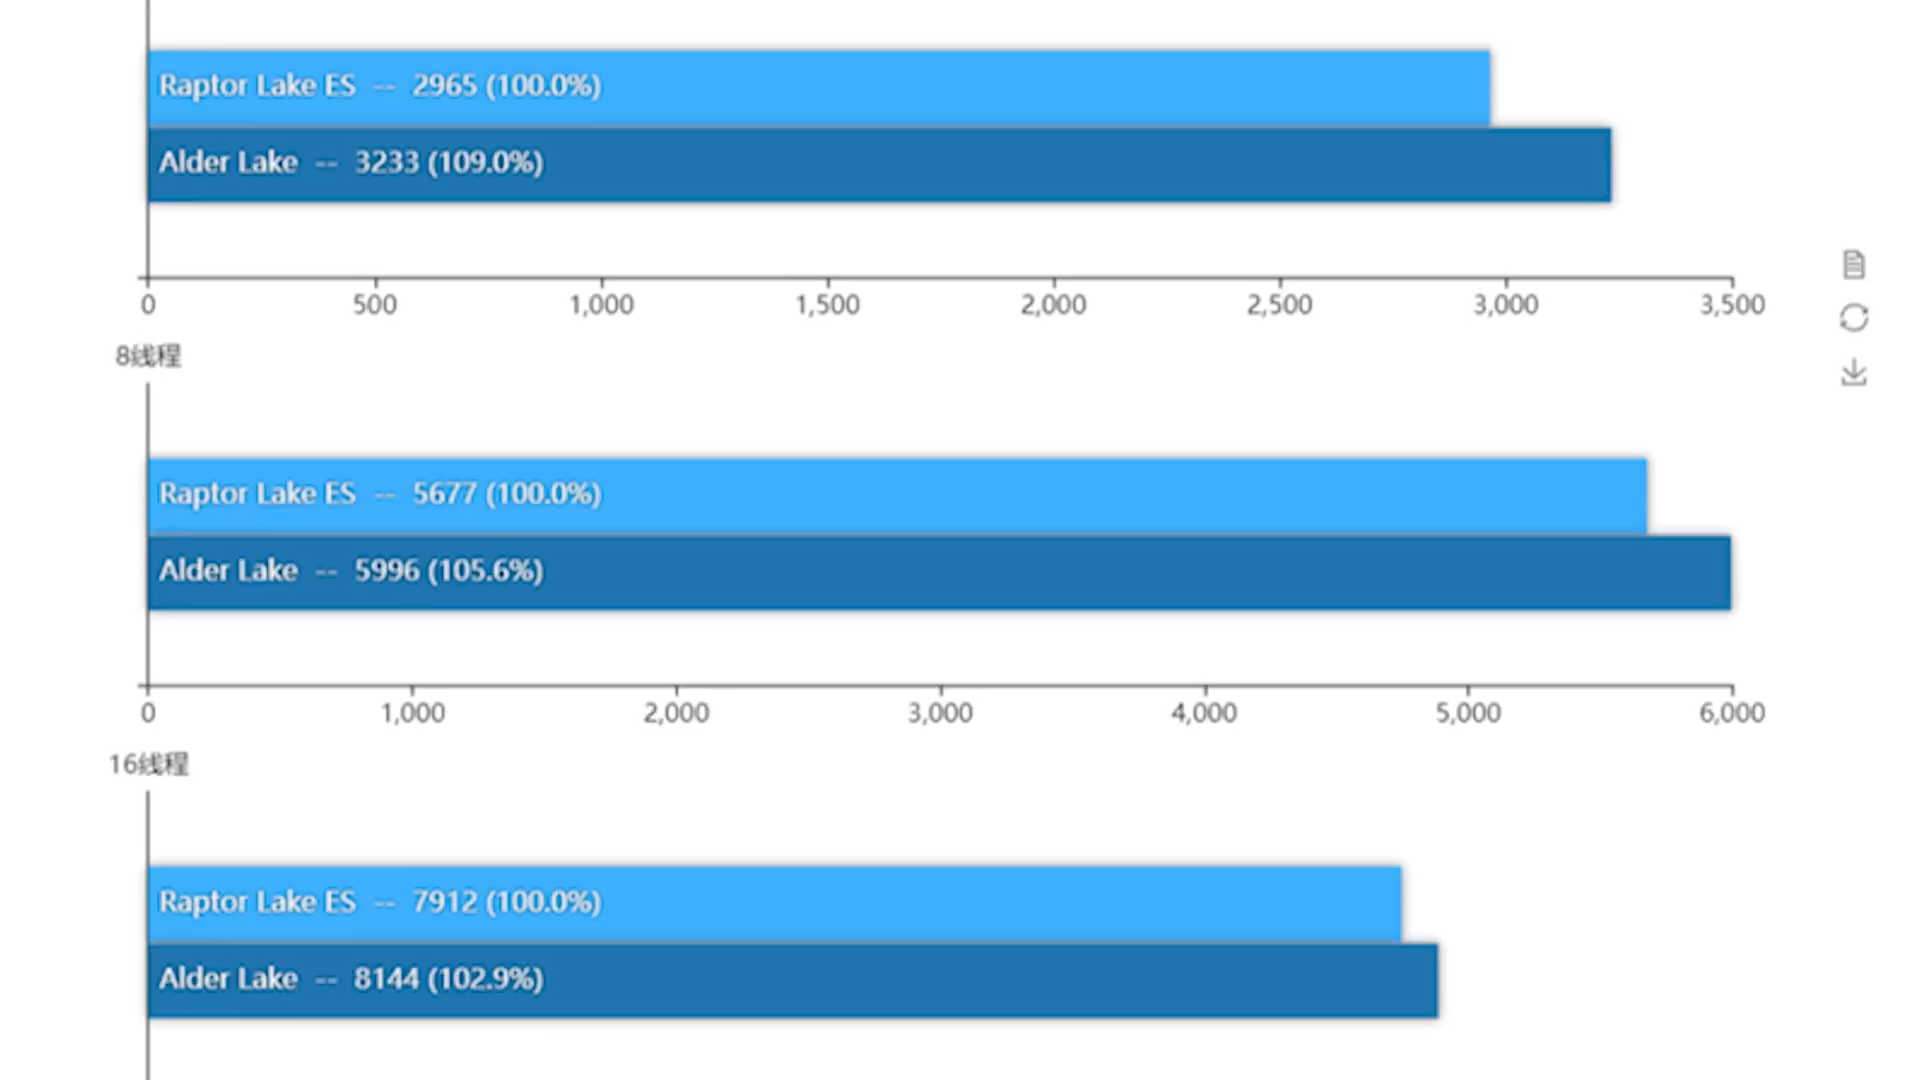 Raptor Lake ES -- 2965 (100.0%)
Alder Lake -- 3233 (109.0%)
0 500 1,000 1,500 2,000 2,500 3,000 3,500
8线程
Raptor Lake ES -- 5677 (100.0%)
Alder Lake -- 5996 (105.6%)
0 1,000 2,000 3,000 4,000 5,000 6,000
16线程
Raptor Lake ES -- 7912 (100.0%)
Alder Lake -- 8144 (102.9%)